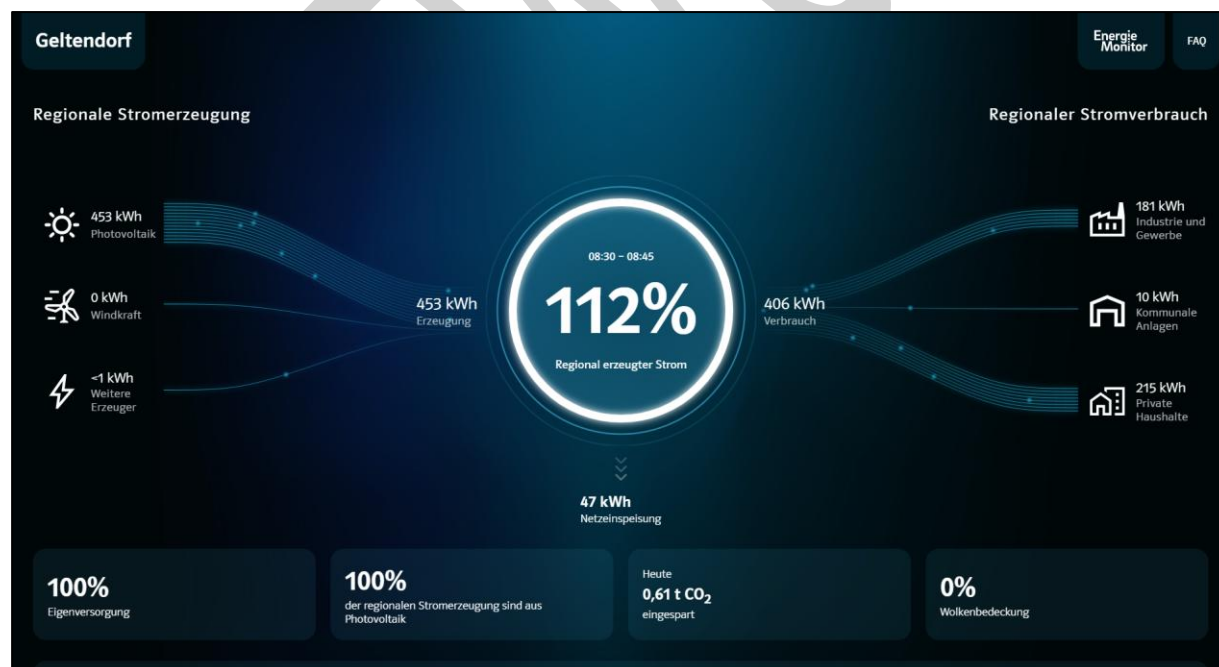 Geltendorf
Energie
Monitor
FAQ
Regionale Stromerzeugung
Regionaler Stromverbrauch
453 kWh
Photovoltaik
0 kWh
Windkraft
<1 kWh
Weitere
Erzeuger
453 kWh
Erzeugung
08:30 – 08:45
112%
Regional erzeugter Strom
406 kWh
Verbrauch
181 kWh
Industrie und
Gewerbe
10 kWh
Kommunale
Anlagen
215 kWh
Private
Haushalte
47 kWh
Netzeinspeisung
100%
Eigenversorgung
100%
der regionalen Stromerzeugung sind aus
Photovoltaik
Heute
0,61 t CO₂
eingespart
0%
Wolkenbedeckung